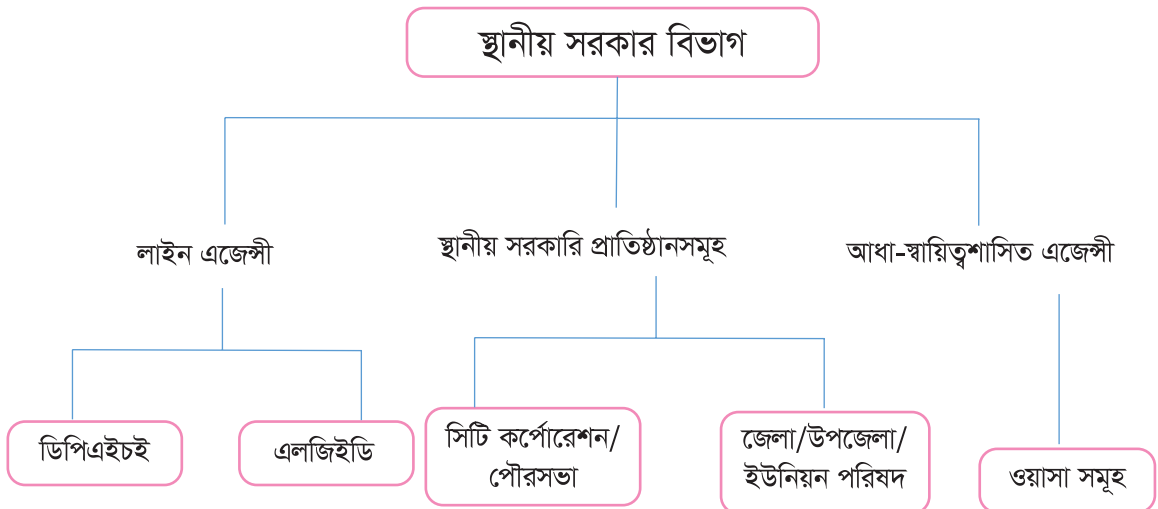 স্থানীয় সরকার বিভাগ
লাইন এজেন্সী
স্থানীয় সরকারি প্রাতিষ্ঠানসমূহ
আধা-স্বায়িত্বশাসিত এজেন্সী
ডিপিএইচই
এলজিইডি
সিটি কর্পোরেশন/
পৌরসভা
জেলা/উপজেলা/
ইউনিয়ন পরিষদ
ওয়াসা সমূহ